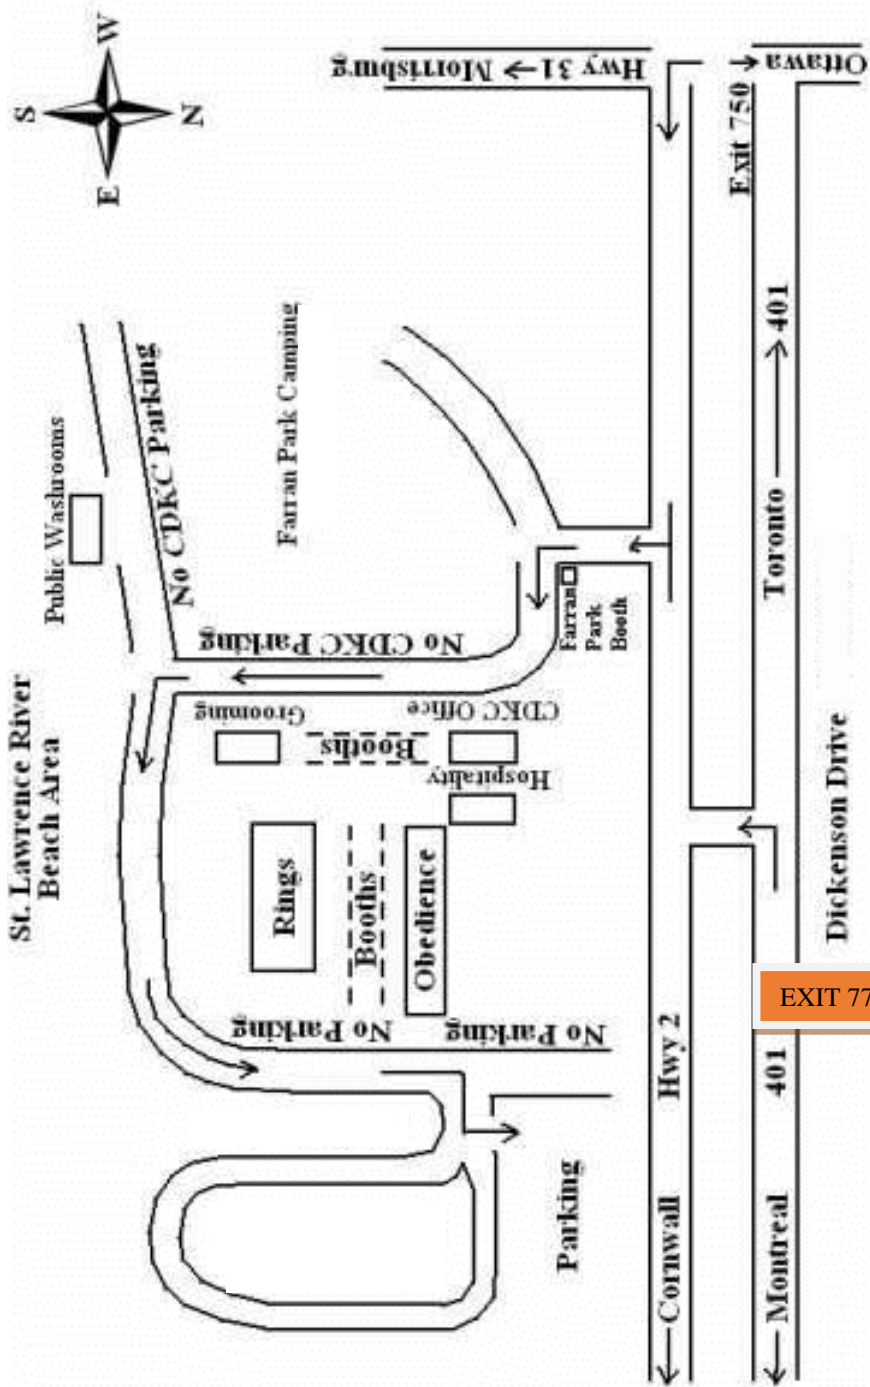 S
W
E
N
Morrisburg ← Hwy 31
Ottawa
Exit 750
401
Toronto
Farran Park Camping
Public Washrooms
No CDKC Parking
No CDKC Parking
Farran
Park
Booth
St. Lawrence River
Beach Area
Grooming
CDKC Office
Booths
Hospitality
Rings
Booths
Obedience
No Parking
No Parking
Parking
Hwy 2
Cornwall
Dickenson Drive
EXIT 77
401
Montreal